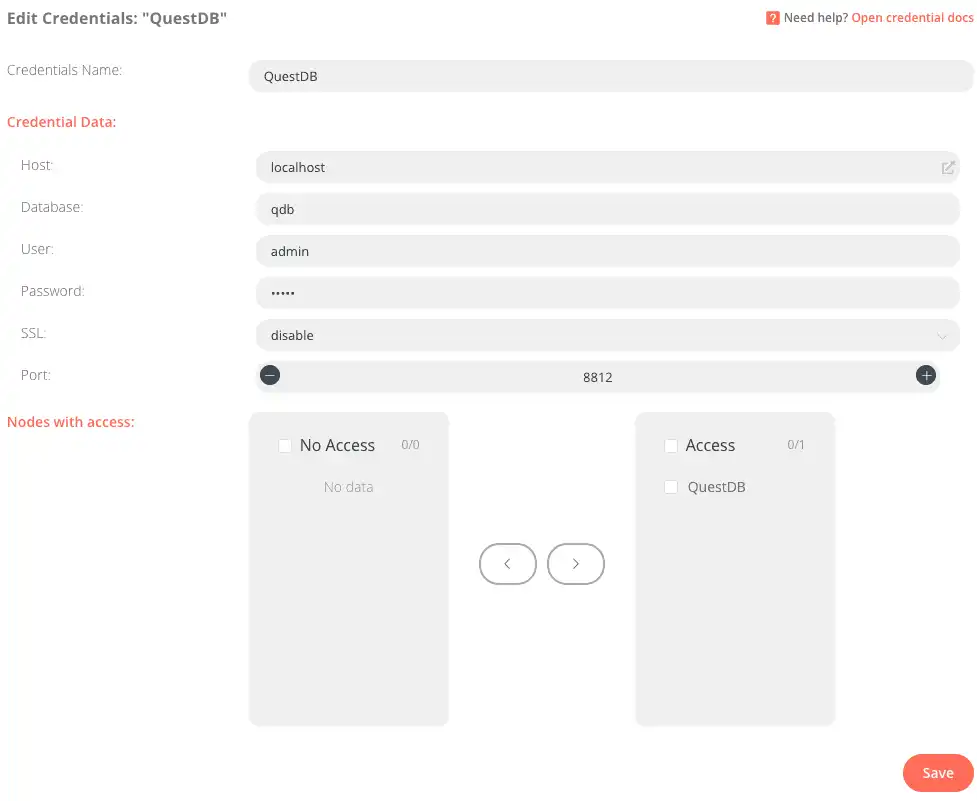 Edit Credentials: "QuestDB"
? Need help? Open credential docs
Credentials Name:
QuestDB
Credential Data:
Host:
localhost
Database:
qdb
User:
admin
Password:
•••••
SSL:
disable
Port:
8812
Nodes with access:
No Access 0/0
No data
Access 0/1
QuestDB
Save